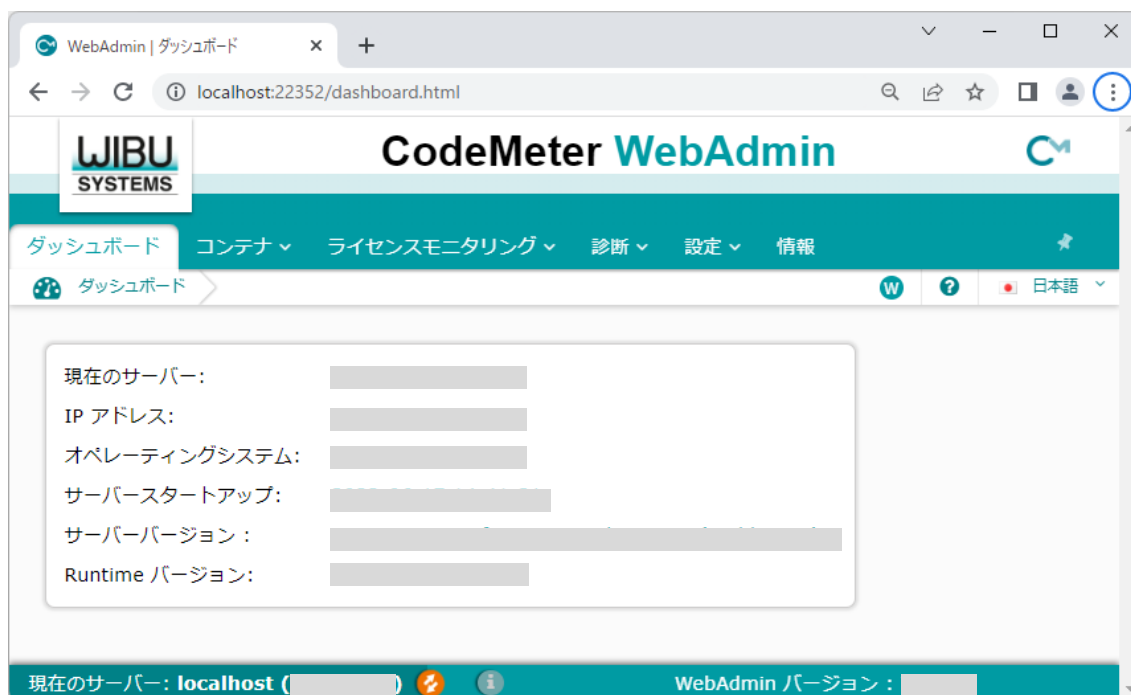 WebAdmin | ダッシュボード
localhost:22352/dashboard.html
WIBU
SYSTEMS
CodeMeter WebAdmin
ダッシュボード コンテナ ライセンスモニタリング 診断 設定 情報
ダッシュボード W ? 日本語
現在のサーバー:
IP アドレス:
オペレーティングシステム:
サーバースタートアップ:
サーバーバージョン :
Runtime バージョン:
現在のサーバー: localhost ( ) i WebAdmin バージョン :